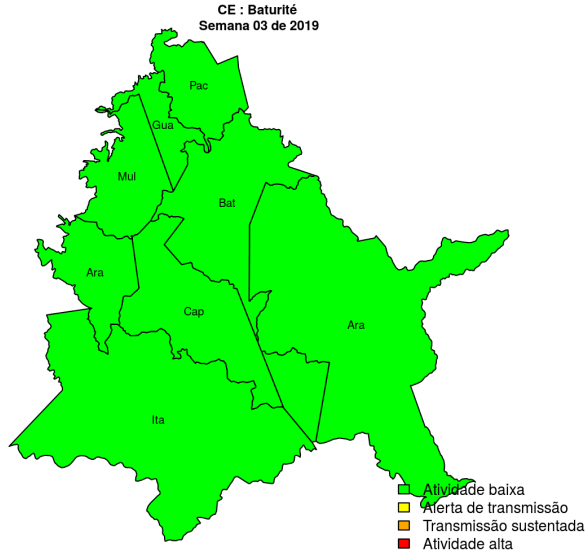 CE : Baturité
Semana 03 de 2019
Pac
Gua
Mul
Bat
Ara
Cap
Ara
Ita
Atividade baixa
Alerta de transmissão
Transmissão sustentada
Atividade alta